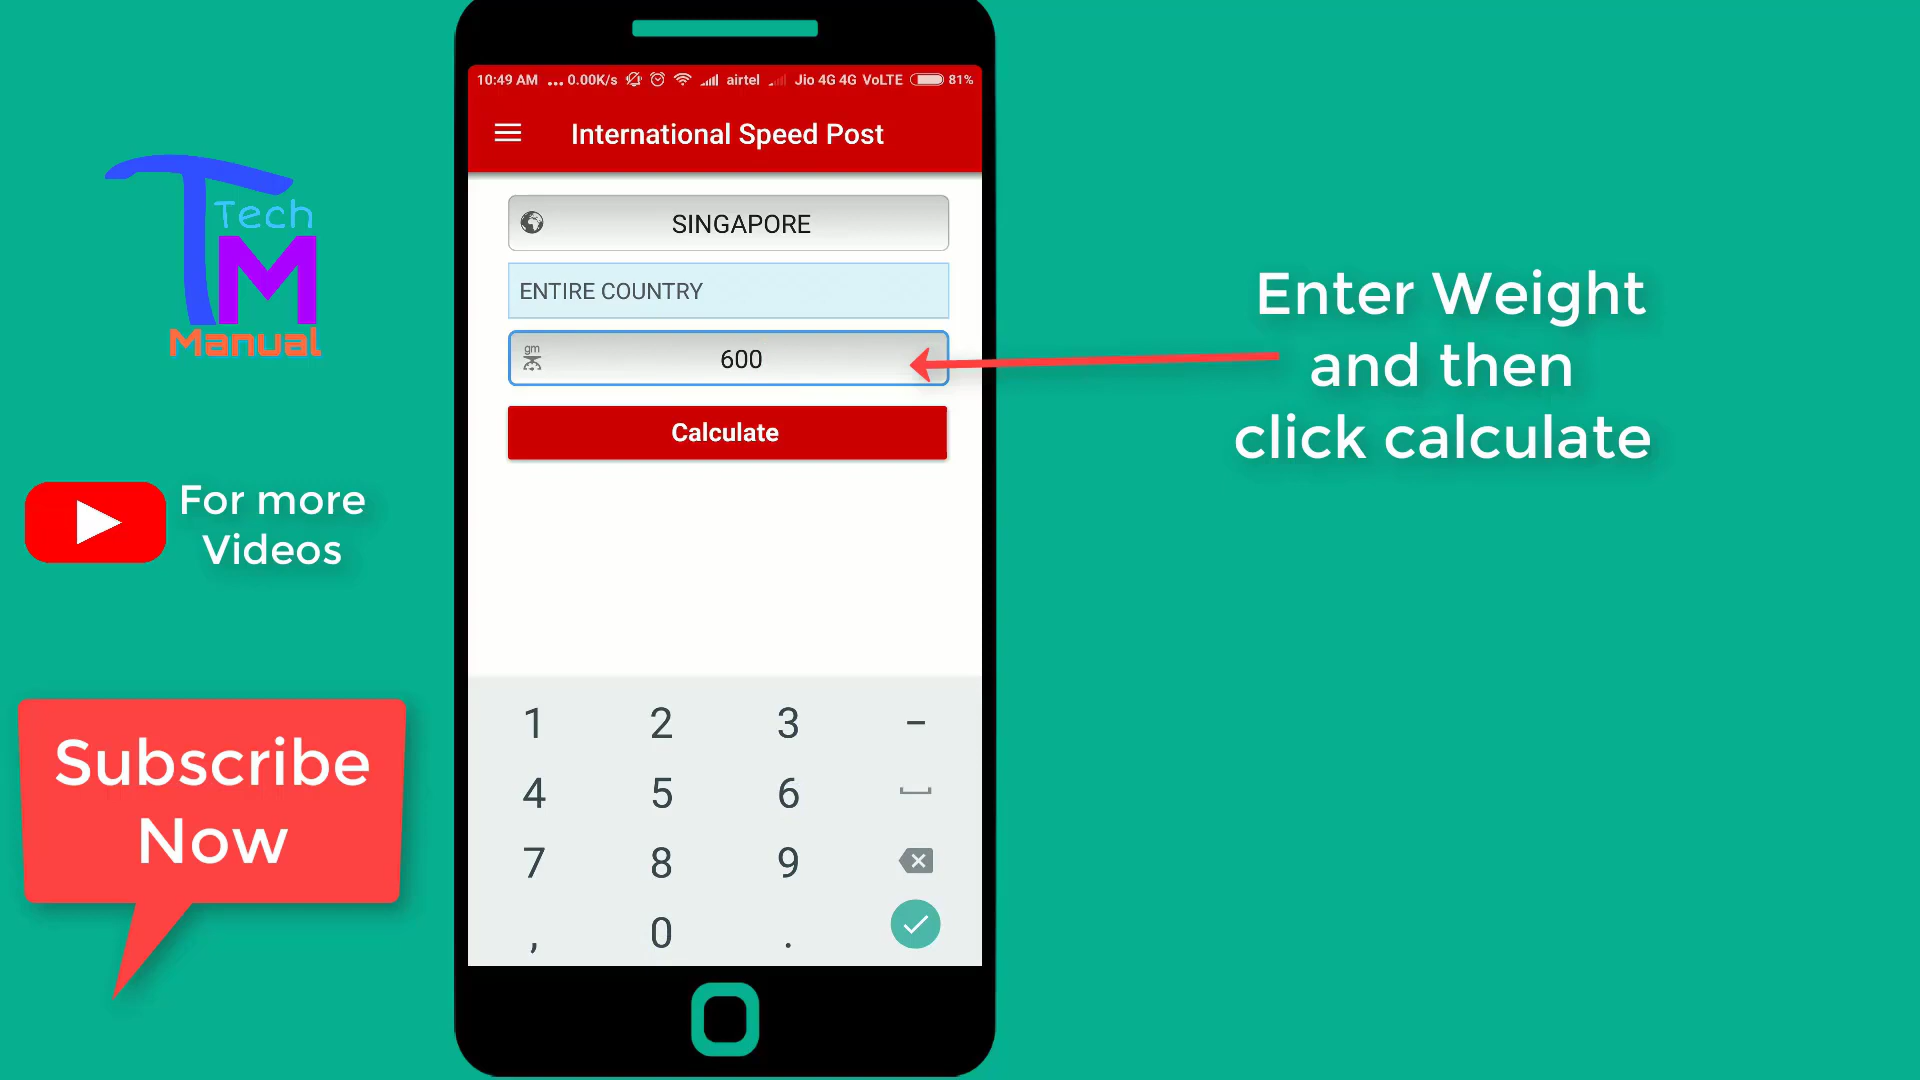 10:49 AM ... 0.00K/s airtel Jio 4G 4G VoLTE 81%
International Speed Post
SINGAPORE
ENTIRE COUNTRY
gm
600
Calculate
1 2 3 –
4 5 6
7 8 9
, 0 .
Tech
M
Manual
For more
Videos
Subscribe
Now
Enter Weight
and then
click calculate